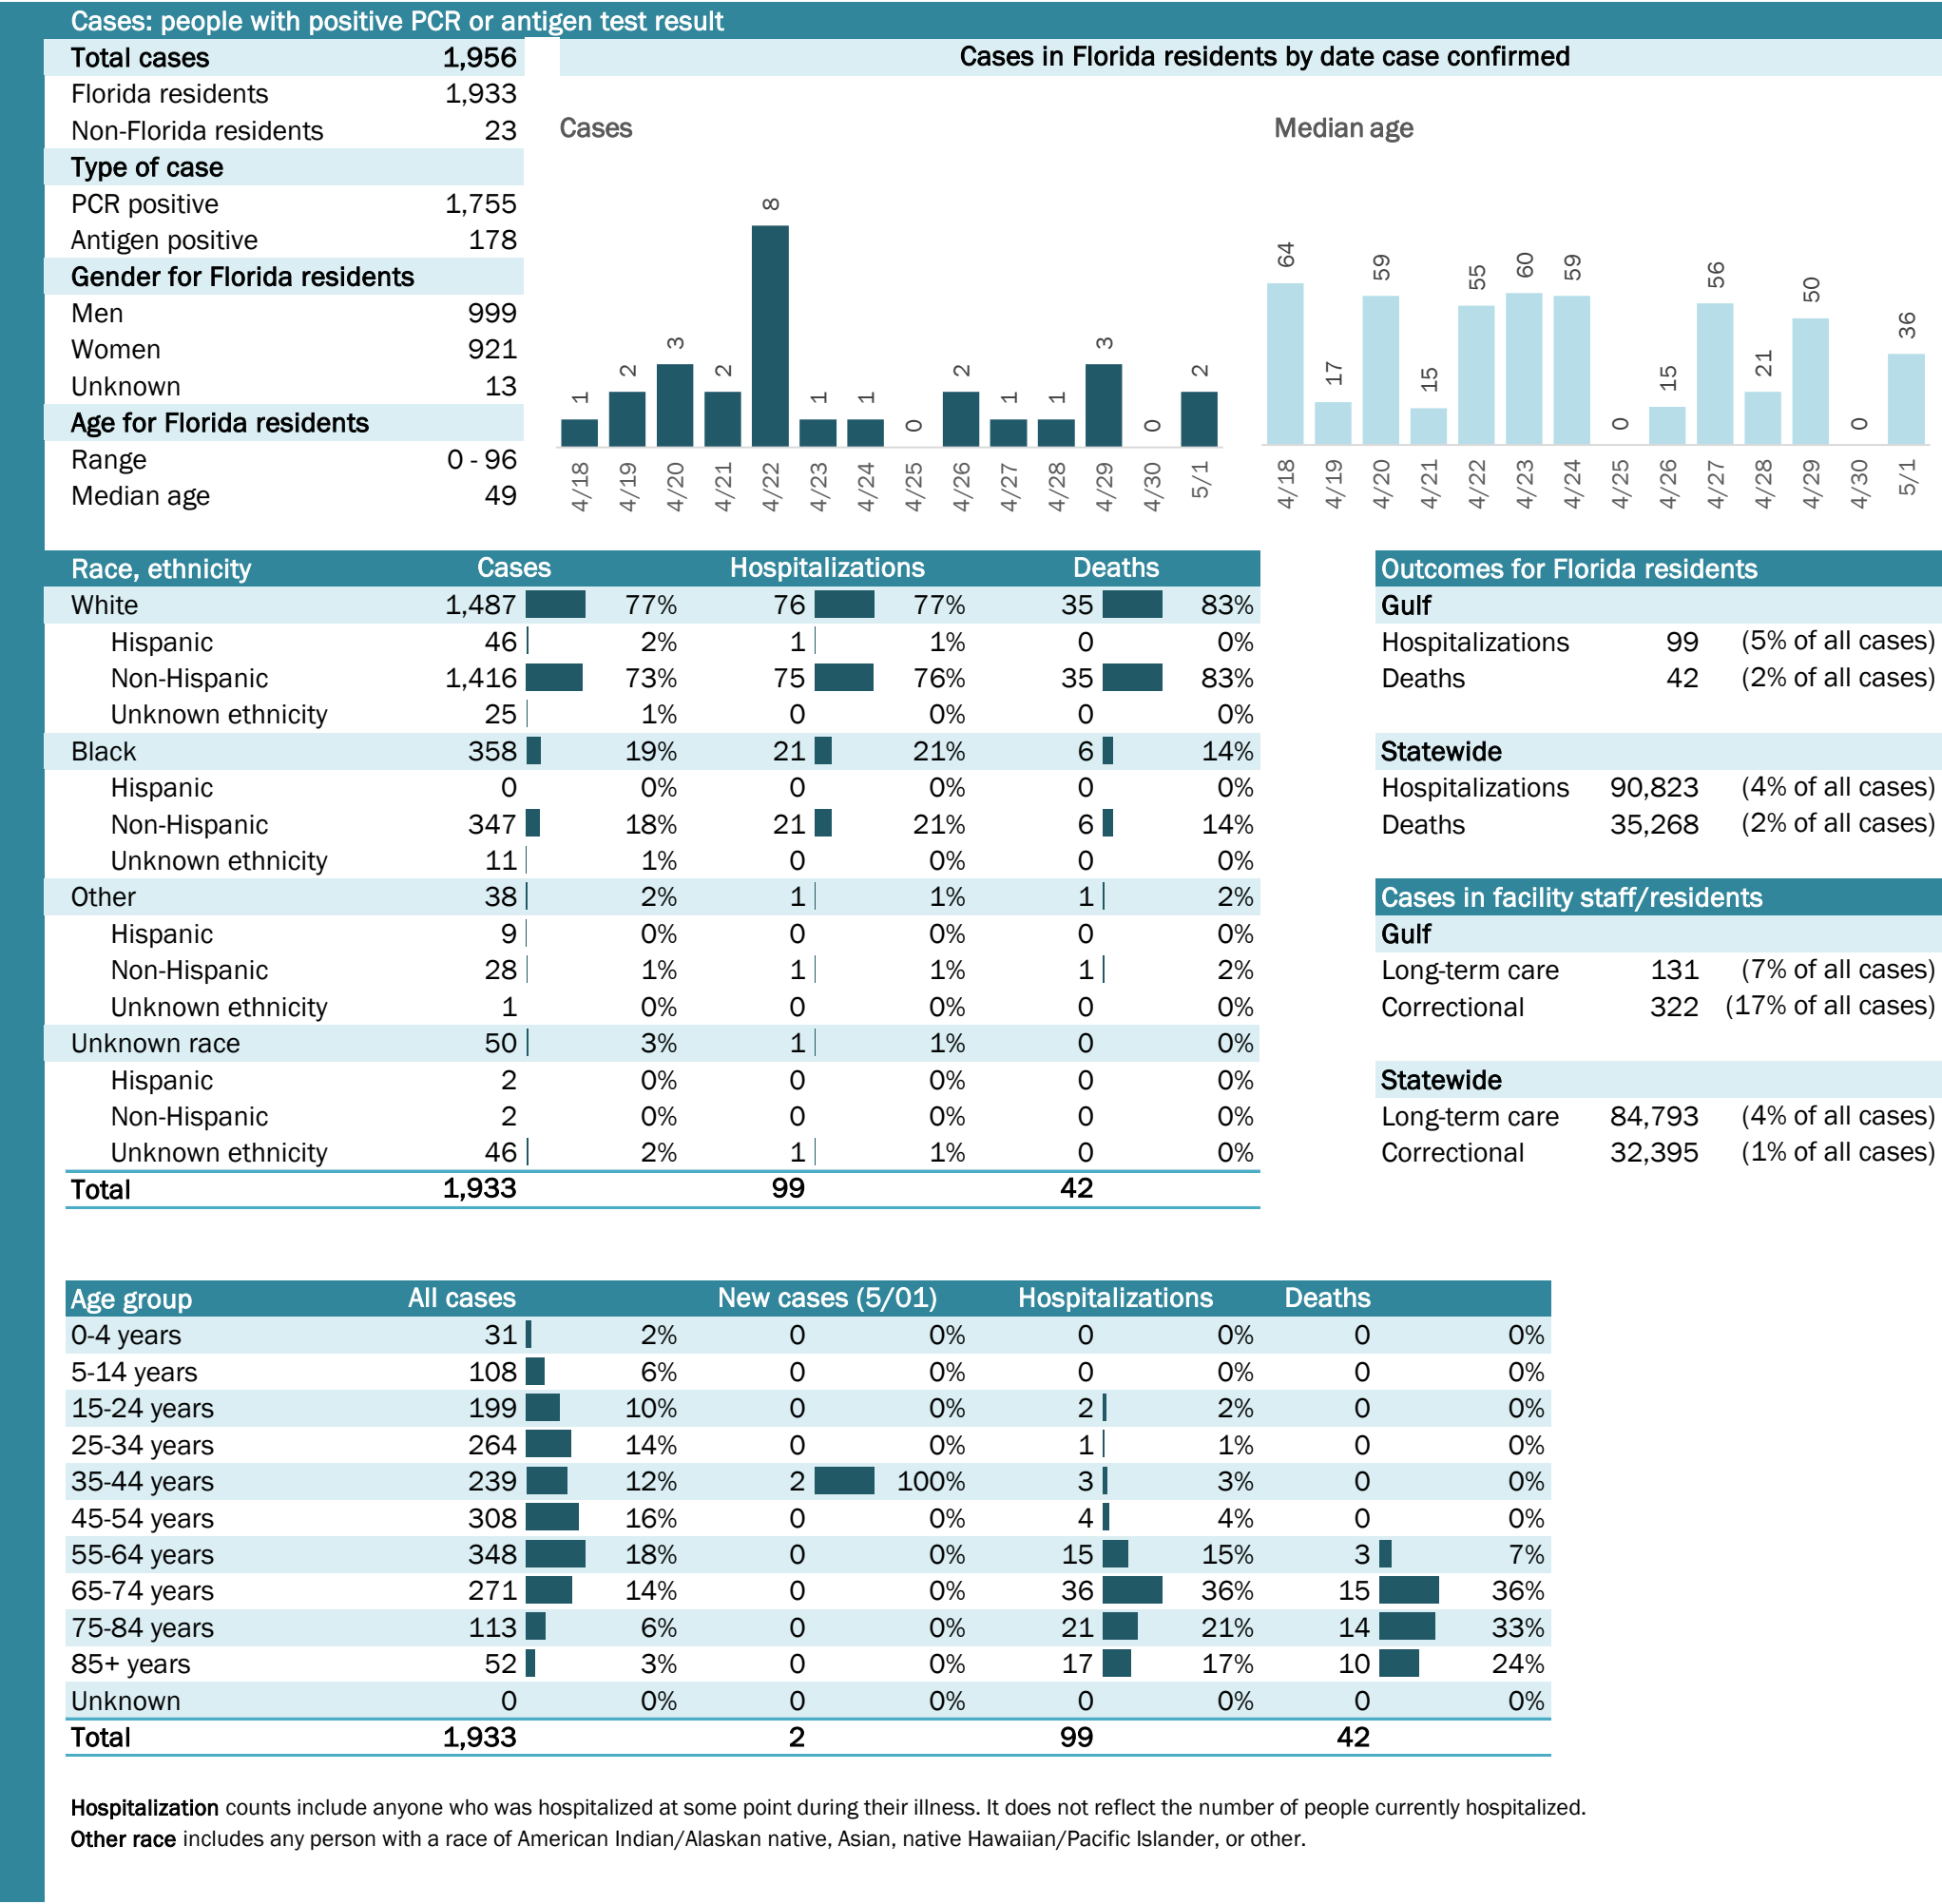 Cases: people with positive PCR or antigen test result
Total cases 1,956
Florida residents 1,933
Non-Florida residents 23
Type of case
PCR positive 1,755
Antigen positive 178
Gender for Florida residents
Men 999
Women 921
Unknown 13
Age for Florida residents
Range 0 - 96
Median age 49
Cases in Florida residents by date case confirmed
Cases
1 2 3 2 8 1 1 0 2 1 1 3 0 2
4/18 4/19 4/20 4/21 4/22 4/23 4/24 4/25 4/26 4/27 4/28 4/29 4/30 5/1
Median age
64 17 59 15 55 60 59 0 15 56 21 50 0 36
4/18 4/19 4/20 4/21 4/22 4/23 4/24 4/25 4/26 4/27 4/28 4/29 4/30 5/1
Race, ethnicity Cases Hospitalizations Deaths
White 1,487 77% 76 77% 35 83%
Hispanic 46 2% 1 1% 0 0%
Non-Hispanic 1,416 73% 75 76% 35 83%
Unknown ethnicity 25 1% 0 0% 0 0%
Black 358 19% 21 21% 6 14%
Hispanic 0 0% 0 0% 0 0%
Non-Hispanic 347 18% 21 21% 6 14%
Unknown ethnicity 11 1% 0 0% 0 0%
Other 38 2% 1 1% 1 2%
Hispanic 9 0% 0 0% 0 0%
Non-Hispanic 28 1% 1 1% 1 2%
Unknown ethnicity 1 0% 0 0% 0 0%
Unknown race 50 3% 1 1% 0 0%
Hispanic 2 0% 0 0% 0 0%
Non-Hispanic 2 0% 0 0% 0 0%
Unknown ethnicity 46 2% 1 1% 0 0%
Total 1,933 99 42
Outcomes for Florida residents
Gulf
Hospitalizations 99 (5% of all cases)
Deaths 42 (2% of all cases)
Statewide
Hospitalizations 90,823 (4% of all cases)
Deaths 35,268 (2% of all cases)
Cases in facility staff/residents
Gulf
Long-term care 131 (7% of all cases)
Correctional 322 (17% of all cases)
Statewide
Long-term care 84,793 (4% of all cases)
Correctional 32,395 (1% of all cases)
Age group All cases New cases (5/01) Hospitalizations Deaths
0-4 years 31 2% 0 0% 0 0% 0 0%
5-14 years 108 6% 0 0% 0 0% 0 0%
15-24 years 199 10% 0 0% 2 2% 0 0%
25-34 years 264 14% 0 0% 1 1% 0 0%
35-44 years 239 12% 2 100% 3 3% 0 0%
45-54 years 308 16% 0 0% 4 4% 0 0%
55-64 years 348 18% 0 0% 15 15% 3 7%
65-74 years 271 14% 0 0% 36 36% 15 36%
75-84 years 113 6% 0 0% 21 21% 14 33%
85+ years 52 3% 0 0% 17 17% 10 24%
Unknown 0 0% 0 0% 0 0% 0 0%
Total 1,933 2 99 42
Hospitalization counts include anyone who was hospitalized at some point during their illness. It does not reflect the number of people currently hospitalized.
Other race includes any person with a race of American Indian/Alaskan native, Asian, native Hawaiian/Pacific Islander, or other.